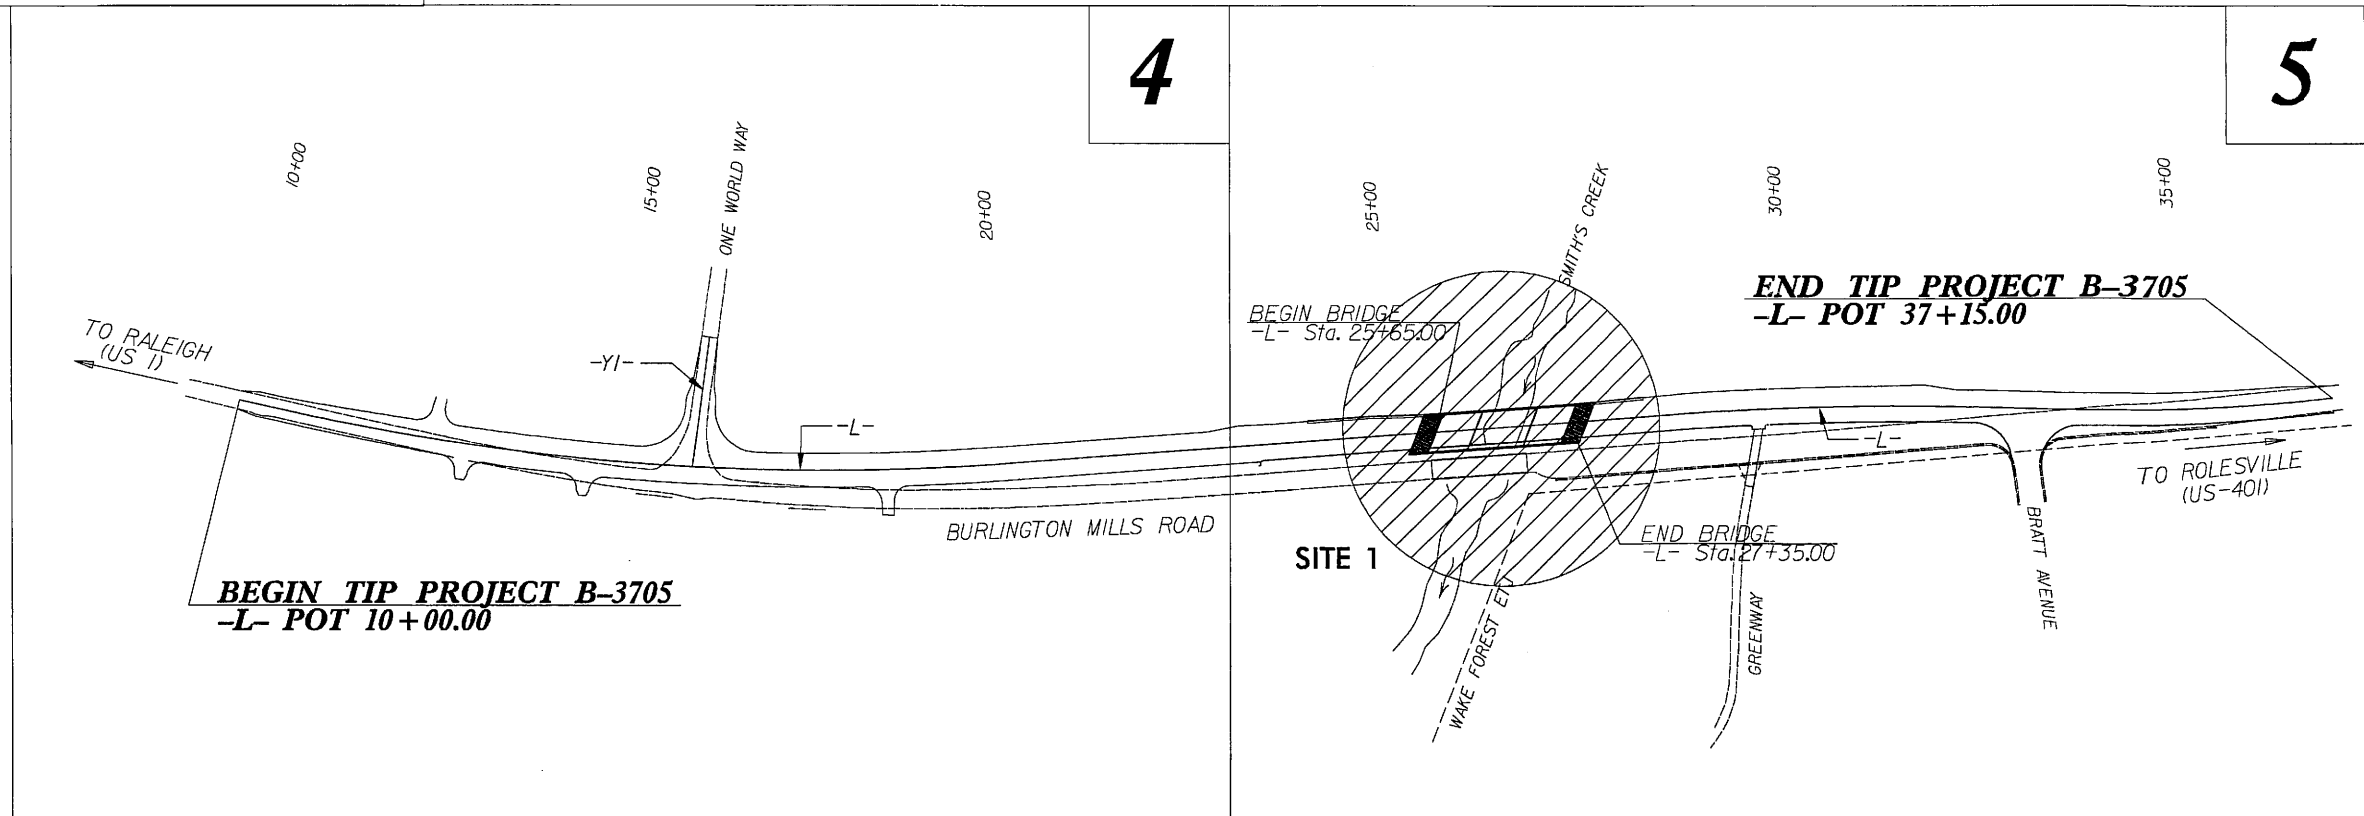 4
5
10+00
15+00
20+00
25+00
30+00
35+00
ONE WORLD WAY
SMITH'S CREEK
TO RALEIGH
(US 1)
-Y1-
-L-
BEGIN BRIDGE
-L- Sta. 25+65.00
END TIP PROJECT B-3705
-L- POT 37+15.00
-L-
TO ROLESVILLE
(US-401)
BURLINGTON MILLS ROAD
SITE 1
END BRIDGE
-L- Sta. 27+35.00
BEGIN TIP PROJECT B-3705
-L- POT 10+00.00
WAKE FOREST
GREENWAY
BRATT AVENUE